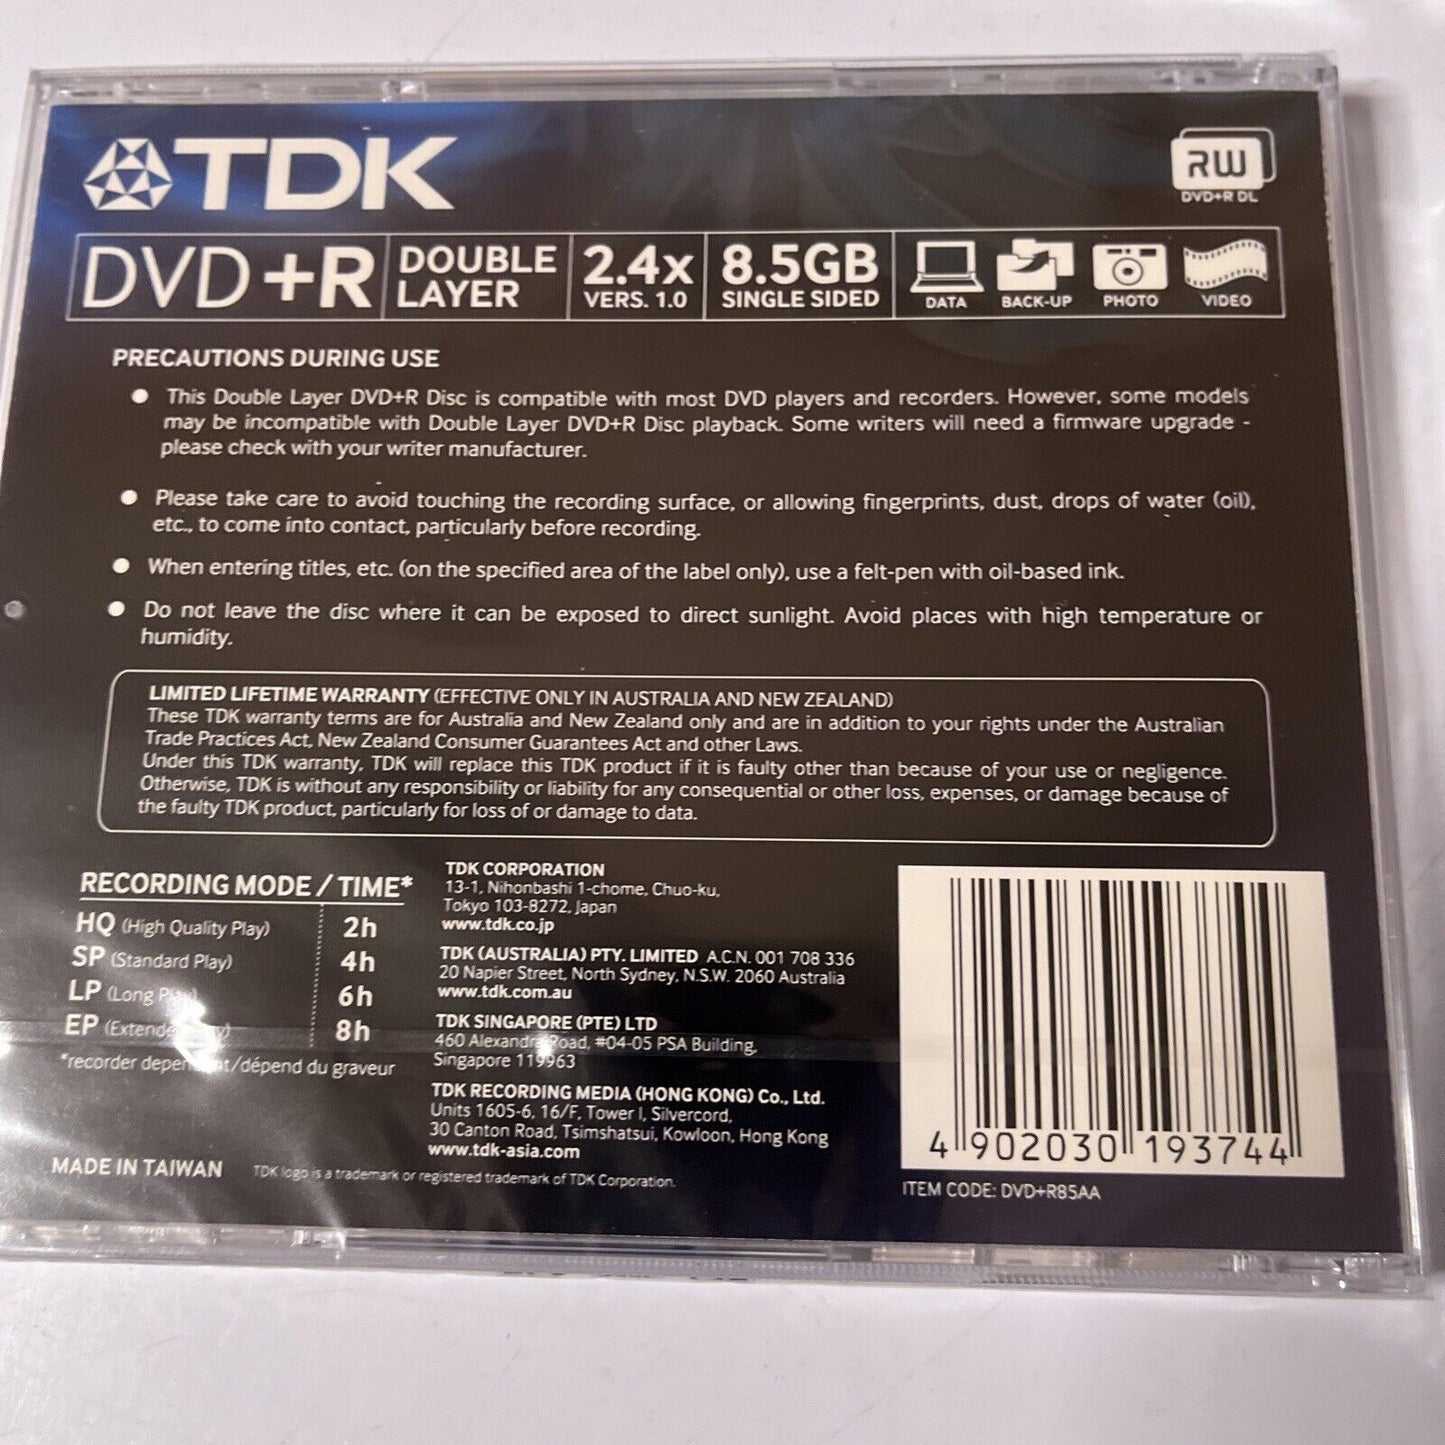 TDK
RW
DVD+R DL
DVD+R
DOUBLE
LAYER
2.4x
VERS. 1.0
8.5GB
SINGLE SIDED
DATA
BACK-UP
PHOTO
VIDEO
PRECAUTIONS DURING USE
● This Double Layer DVD+R Disc is compatible with most DVD players and recorders. However, some models
may be incompatible with Double Layer DVD+R Disc playback. Some writers will need a firmware upgrade -
please check with your writer manufacturer.
● Please take care to avoid touching the recording surface, or allowing fingerprints, dust, drops of water (oil),
etc., to come into contact, particularly before recording.
● When entering titles, etc. (on the specified area of the label only), use a felt-pen with oil-based ink.
● Do not leave the disc where it can be exposed to direct sunlight. Avoid places with high temperature or
humidity.
LIMITED LIFETIME WARRANTY (EFFECTIVE ONLY IN AUSTRALIA AND NEW ZEALAND)
These TDK warranty terms are for Australia and New Zealand only and are in addition to your rights under the Australian
Trade Practices Act, New Zealand Consumer Guarantees Act and other Laws.
Under this TDK warranty, TDK will replace this TDK product if it is faulty other than because of your use or negligence.
Otherwise, TDK is without any responsibility or liability for any consequential or other loss, expenses, or damage because of
the faulty TDK product, particularly for loss of or damage to data.
RECORDING MODE / TIME*
HQ (High Quality Play) 2h
SP (Standard Play) 4h
LP (Long Play) 6h
EP (Extended Play) 8h
*recorder dependent/dépend du graveur
MADE IN TAIWAN
TDK CORPORATION
13-1, Nihonbashi 1-chome, Chuo-ku,
Tokyo 103-8272, Japan
www.tdk.co.jp
TDK (AUSTRALIA) PTY. LIMITED A.C.N. 001 708 336
20 Napier Street, North Sydney, N.S.W. 2060 Australia
www.tdk.com.au
TDK SINGAPORE (PTE) LTD
460 Alexandra Road, #04-05 PSA Building,
Singapore 119963
TDK RECORDING MEDIA (HONG KONG) Co., Ltd.
Units 1605-6, 16/F, Tower I, Silvercord,
30 Canton Road, Tsimshatsui, Kowloon, Hong Kong
www.tdk-asia.com
TDK logo is a trademark or registered trademark of TDK Corporation.
4 902030 193744
ITEM CODE: DVD+R85AA